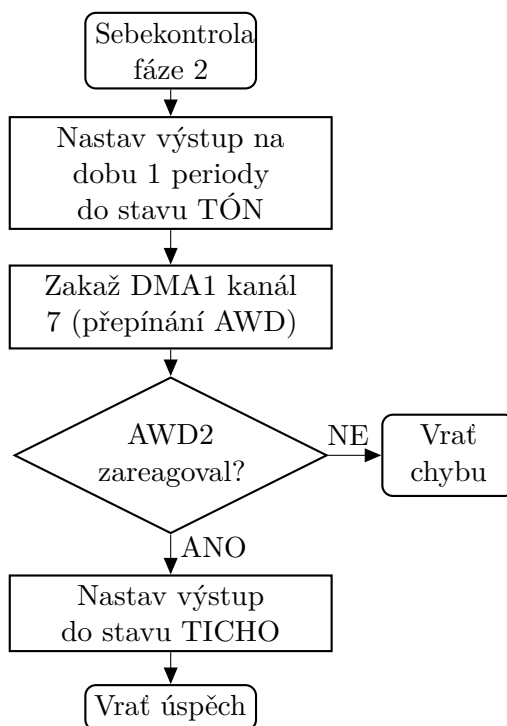 Sebekontrola
fáze 2
Nastav výstup na
dobu 1 periody
do stavu TÓN
Zakaž DMA1 kanál
7 (přepínání AWD)
AWD2
zareagoval?
NE
Vrať
chybu
ANO
Nastav výstup
do stavu TICHO
Vrať úspěch